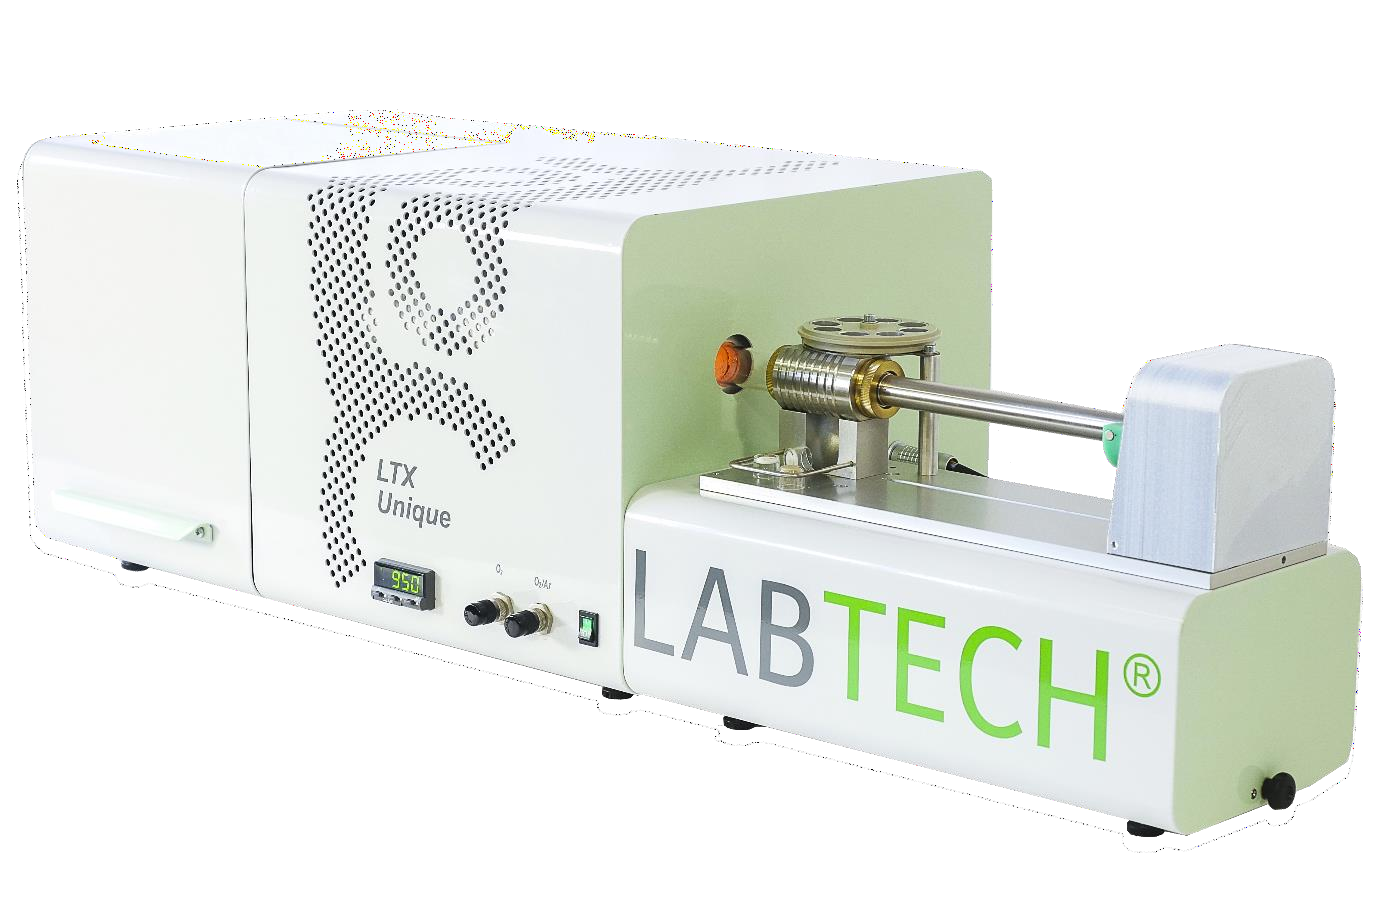 LTX
Unique
950
O₂
O₂/Ar
LABTECH®